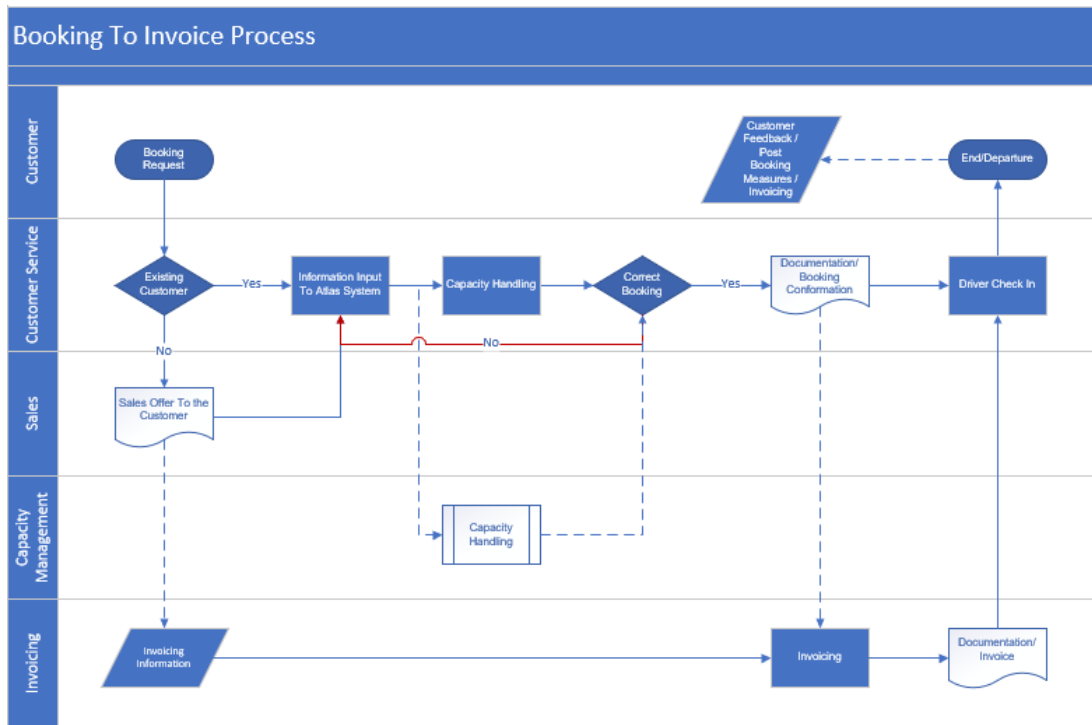 Booking To Invoice Process
Customer
Booking
Request
Customer
Feedback /
Post
Booking
Measures /
Invoicing
End/Departure
Customer Service
Existing
Customer
Yes
Information Input
To Atlas System
Capacity Handling
Correct
Booking
Yes
Documentation/
Booking
Conformation
Driver Check In
No
No
Sales
Sales Offer To the
Customer
Capacity
Management
Capacity
Handling
Invoicing
Invoicing
Information
Invoicing
Documentation/
Invoice